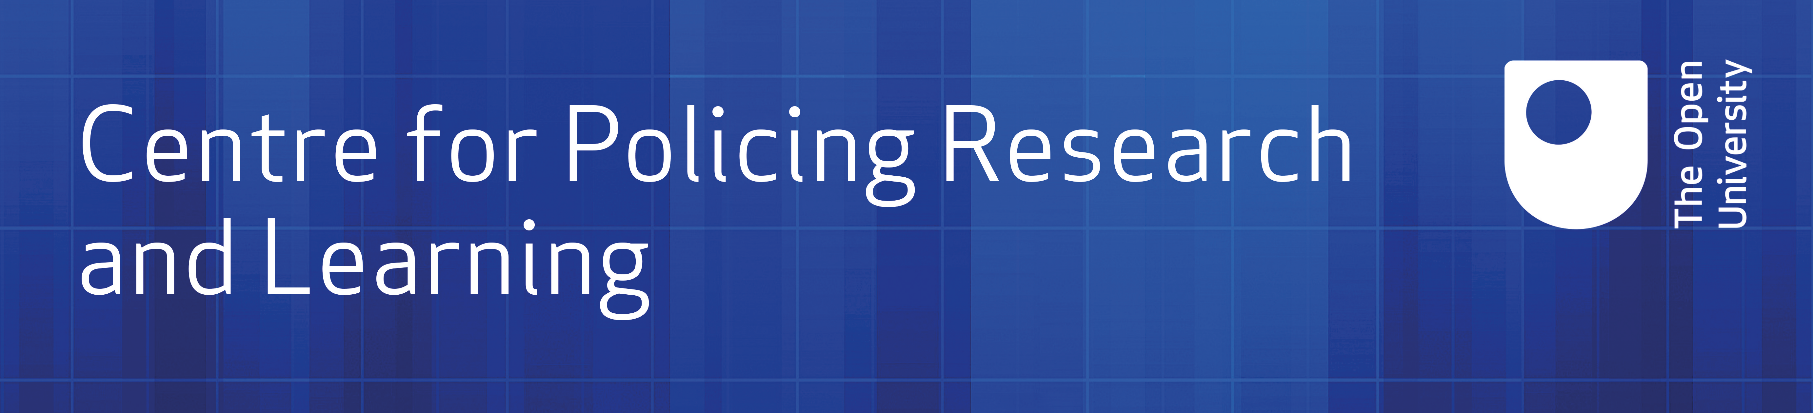 Centre for Policing Research
and Learning
The Open
University